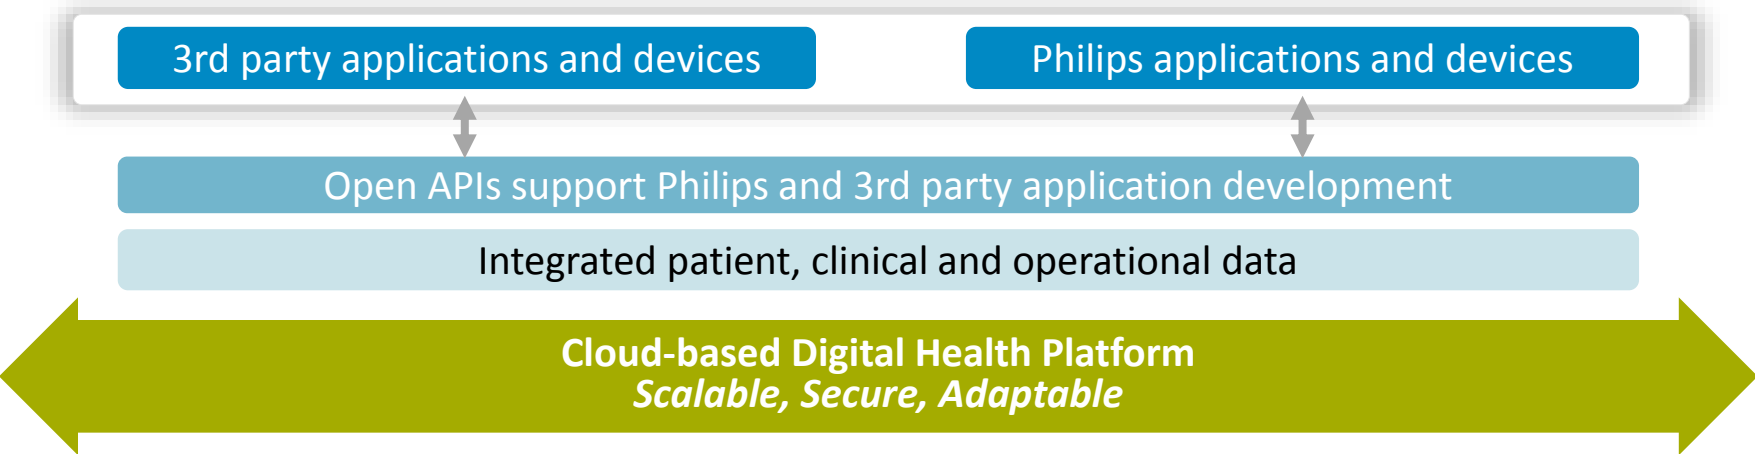 3rd party applications and devices
Philips applications and devices
Open APIs support Philips and 3rd party application development
Integrated patient, clinical and operational data
Cloud-based Digital Health Platform
Scalable, Secure, Adaptable